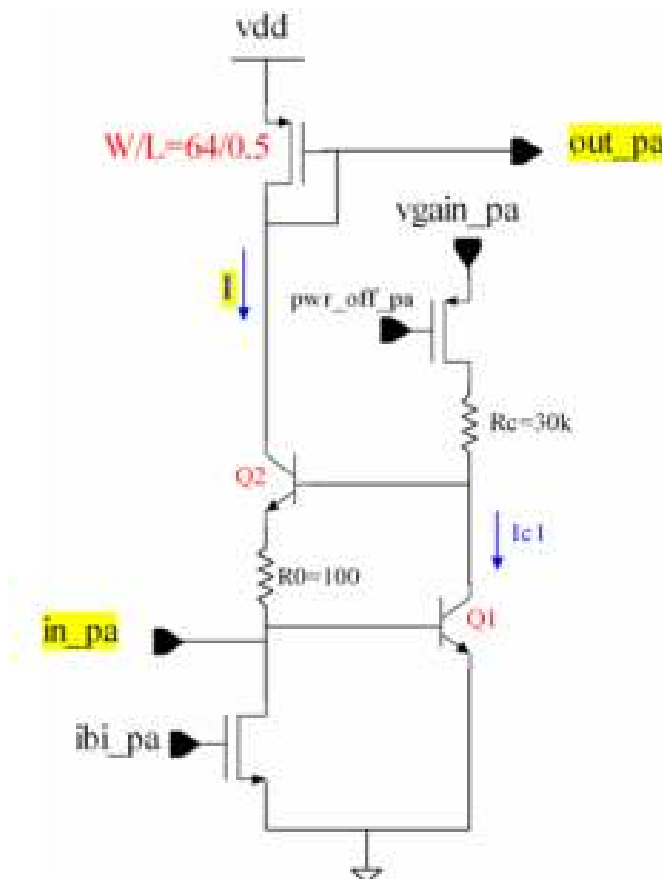 vdd
W/L=64/0.5
out_pa
vgain_pa
pwr_off_pa
Rc=30k
Q2
Ic1
R0=100
in_pa
Q1
ibi_pa